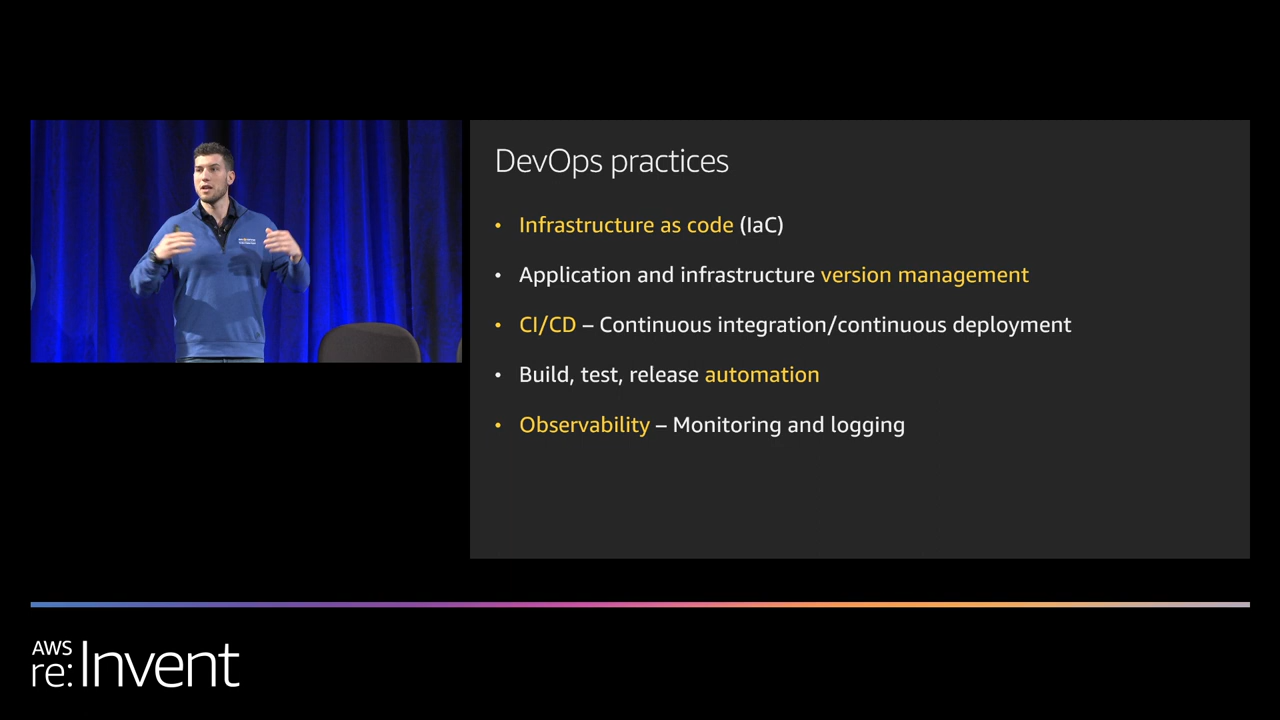 DevOps practices
• Infrastructure as code (IaC)
• Application and infrastructure version management
• CI/CD – Continuous integration/continuous deployment
• Build, test, release automation
• Observability – Monitoring and logging
AWS
re:Invent